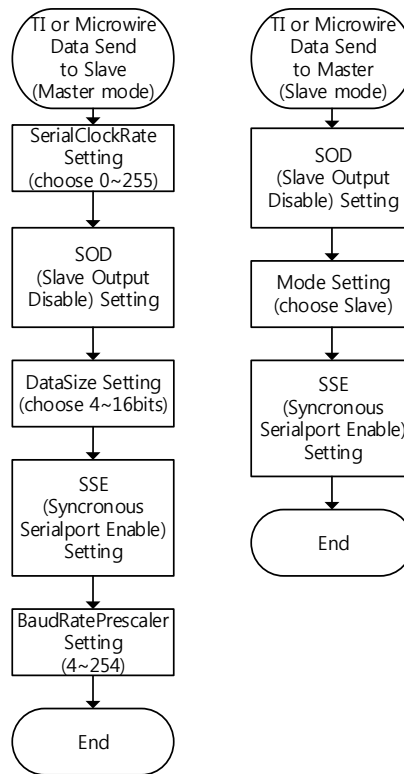 TI or Microwire
Data Send
to Slave
(Master mode)
SerialClockRate
Setting
(choose 0~255)
SOD
(Slave Output
Disable) Setting
DataSize Setting
(choose 4~16bits)
SSE
(Syncronous
Serialport Enable)
Setting
BaudRatePrescaler
Setting
(4~254)
End
TI or Microwire
Data Send
to Master
(Slave mode)
SOD
(Slave Output
Disable) Setting
Mode Setting
(choose Slave)
SSE
(Syncronous
Serialport Enable)
Setting
End